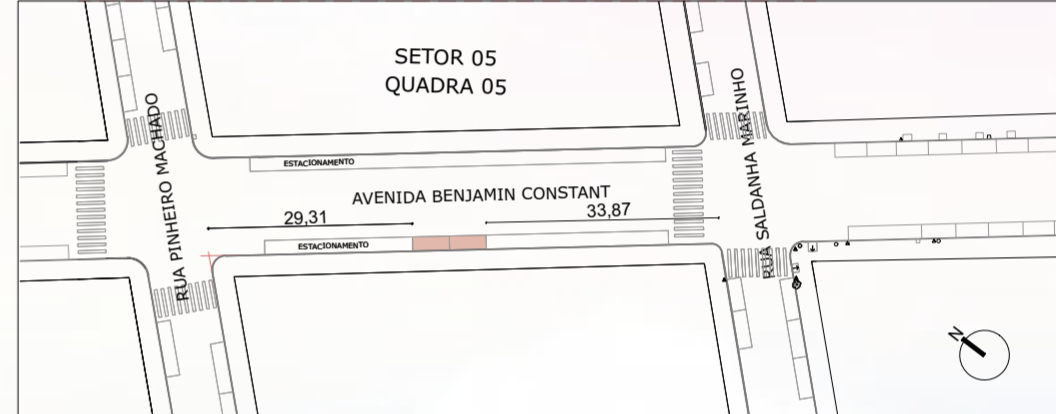 SETOR 05
QUADRA 05
RUA PINHEIRO MACHADO
RUA SALDANHA MARINHO
ESTACIONAMENTO
AVENIDA BENJAMIN CONSTANT
29,31
33,87
ESTACIONAMENTO
N